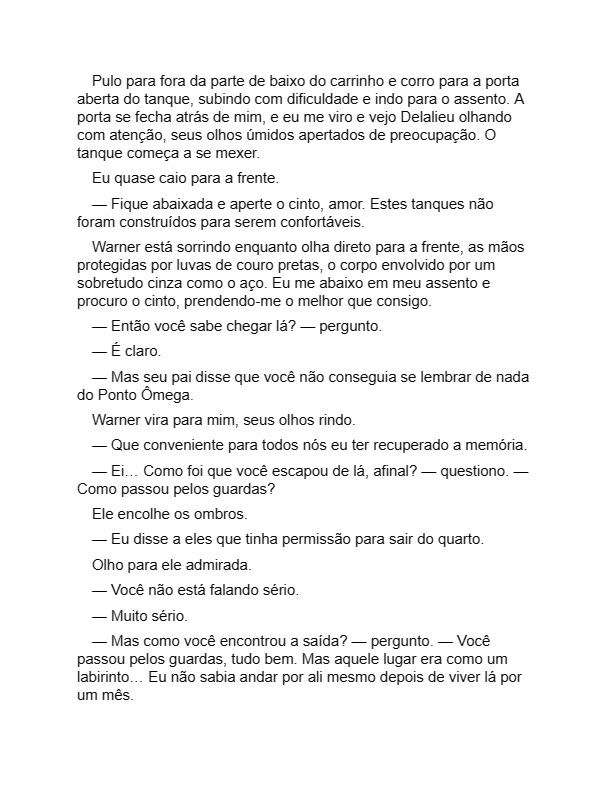 Pulo para fora da parte de baixo do carrinho e corro para a porta
aberta do tanque, subindo com dificuldade e indo para o assento. A
porta se fecha atrás de mim, e eu me viro e vejo Delalieu olhando
com atenção, seus olhos úmidos apertados de preocupação. O
tanque começa a se mexer.
Eu quase caio para a frente.
— Fique abaixada e aperte o cinto, amor. Estes tanques não
foram construídos para serem confortáveis.
Warner está sorrindo enquanto olha direto para a frente, as mãos
protegidas por luvas de couro pretas, o corpo envolvido por um
sobretudo cinza como o aço. Eu me abaixo em meu assento e
procuro o cinto, prendendo-me o melhor que consigo.
— Então você sabe chegar lá? — pergunto.
— É claro.
— Mas seu pai disse que você não conseguia se lembrar de nada
do Ponto Ômega.
Warner vira para mim, seus olhos rindo.
— Que conveniente para todos nós eu ter recuperado a memória.
— Ei… Como foi que você escapou de lá, afinal? — questiono. —
Como passou pelos guardas?
Ele encolhe os ombros.
— Eu disse a eles que tinha permissão para sair do quarto.
Olho para ele admirada.
— Você não está falando sério.
— Muito sério.
— Mas como você encontrou a saída? — pergunto. — Você
passou pelos guardas, tudo bem. Mas aquele lugar era como um
labirinto… Eu não sabia andar por ali mesmo depois de viver lá por
um mês.